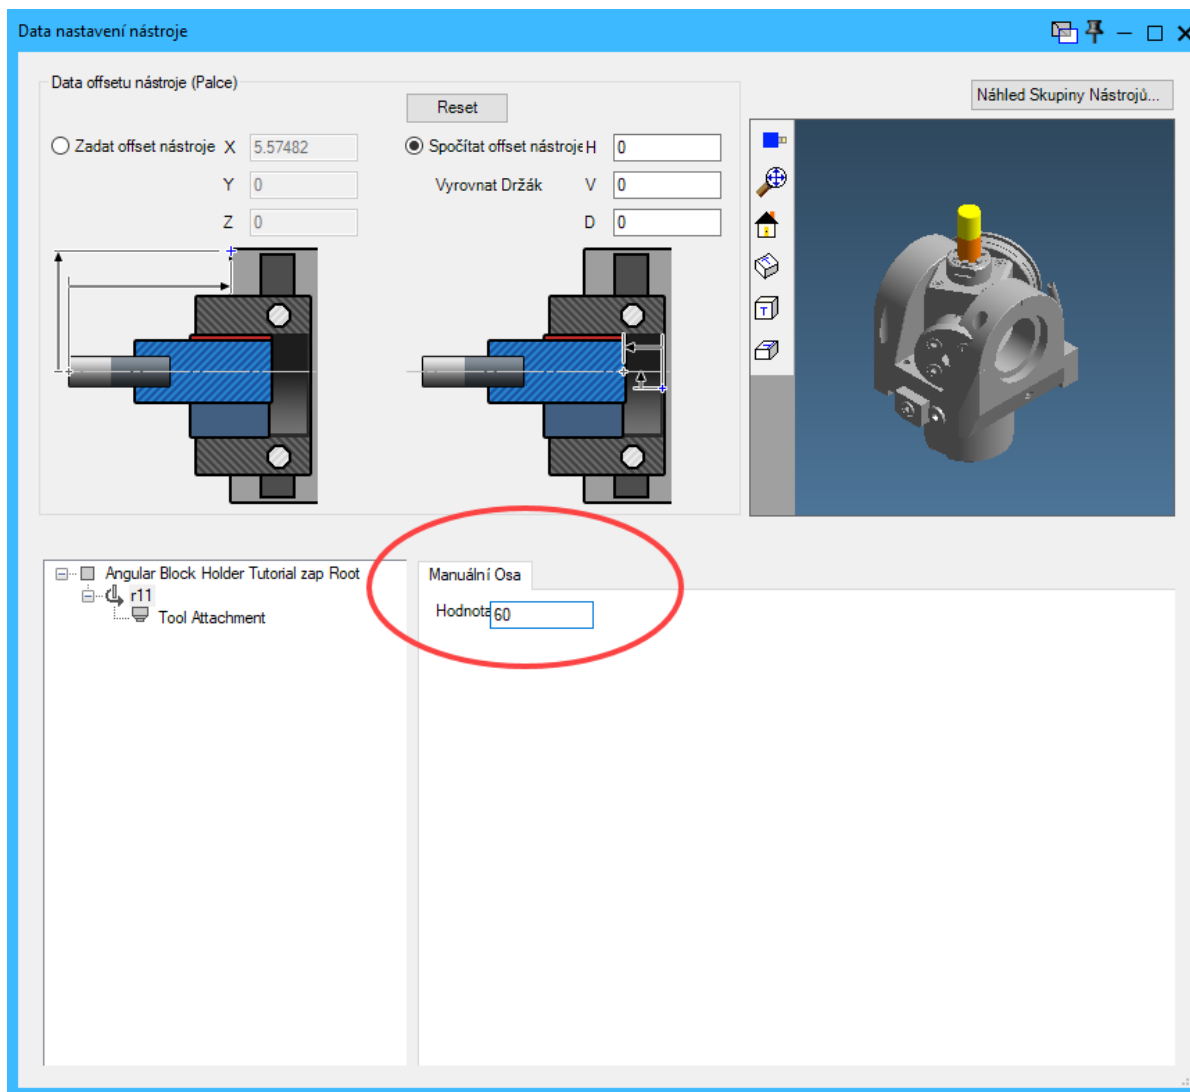 Data nastavení nástroje
Data offsetu nástroje (Palce)
Reset
Náhled Skupiny Nástrojů...
Zadat offset nástroje X 5.57482
Y 0
Z 0
Spočítat offset nástroje H 0
Vyrovnat Držák V 0
D 0
T
Angular Block Holder Tutorial zap Root
r11
Tool Attachment
Manuální Osa
Hodnota 60